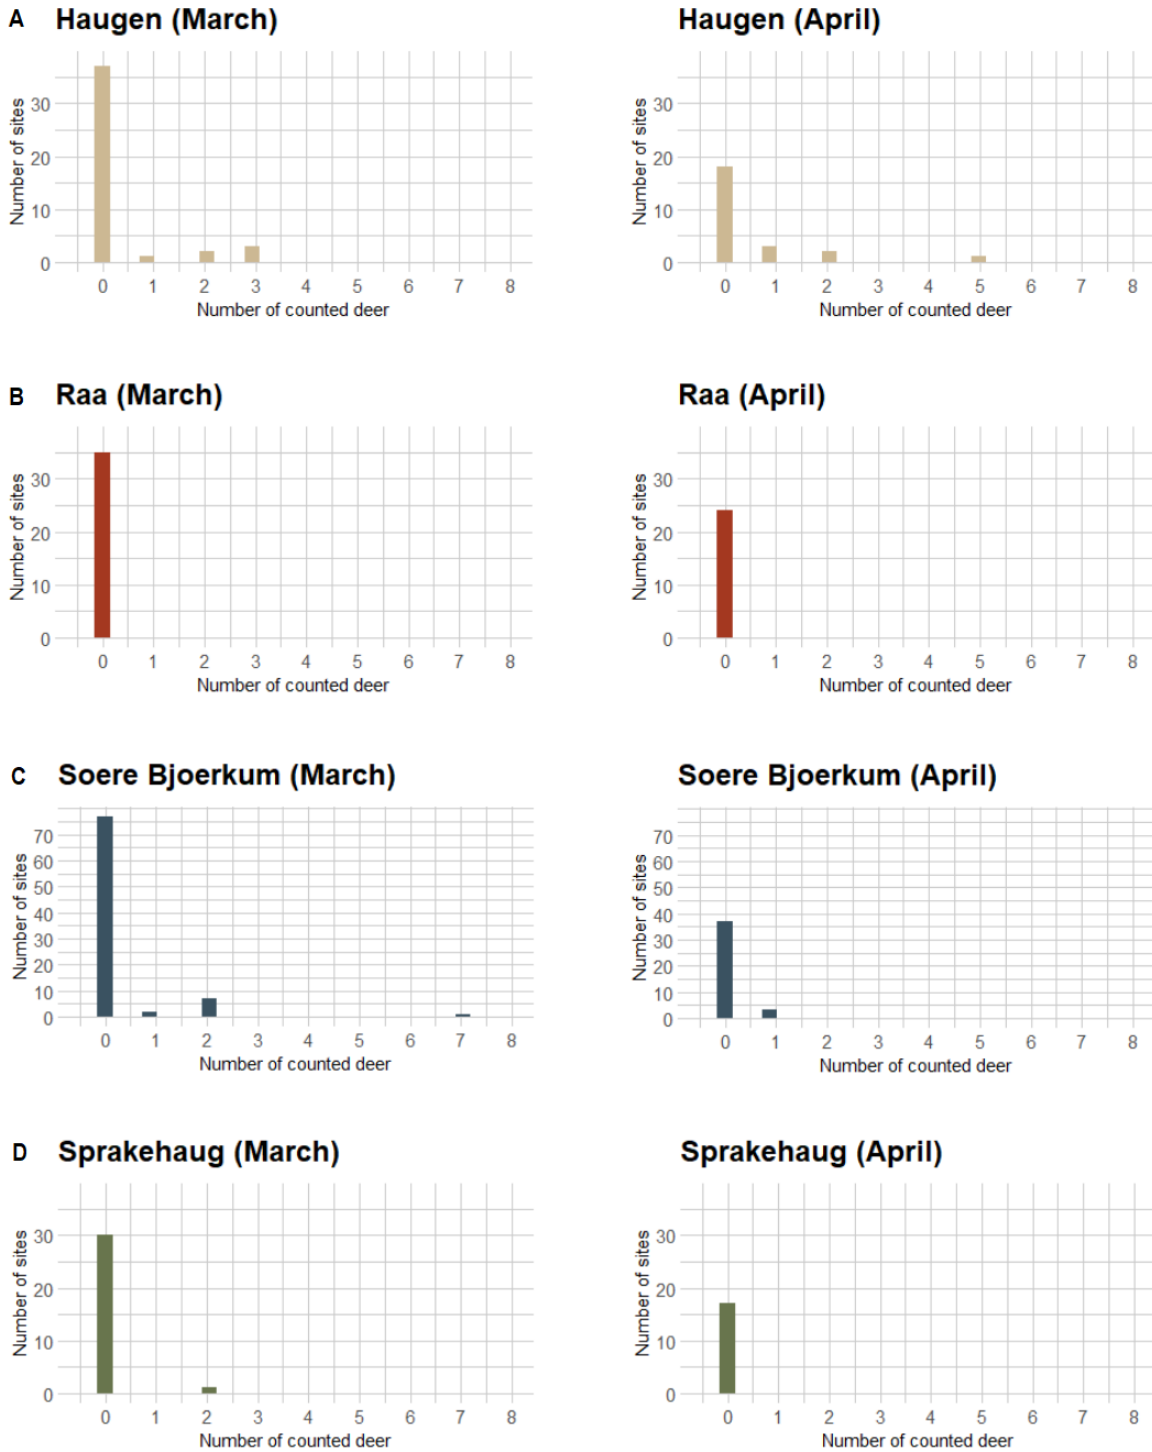 A Haugen (March)
Haugen (April)
Number of sites
30
20
10
0
0 1 2 3 4 5 6 7 8
Number of counted deer
Number of sites
30
20
10
0
0 1 2 3 4 5 6 7 8
Number of counted deer
B Raa (March)
Raa (April)
Number of sites
30
20
10
0
0 1 2 3 4 5 6 7 8
Number of counted deer
Number of sites
30
20
10
0
0 1 2 3 4 5 6 7 8
Number of counted deer
C Soere Bjoerkum (March)
Soere Bjoerkum (April)
Number of sites
70
60
50
40
30
20
10
0
0 1 2 3 4 5 6 7 8
Number of counted deer
Number of sites
70
60
50
40
30
20
10
0
0 1 2 3 4 5 6 7 8
Number of counted deer
D Sprakehaug (March)
Sprakehaug (April)
Number of sites
30
20
10
0
0 1 2 3 4 5 6 7 8
Number of counted deer
Number of sites
30
20
10
0
0 1 2 3 4 5 6 7 8
Number of counted deer